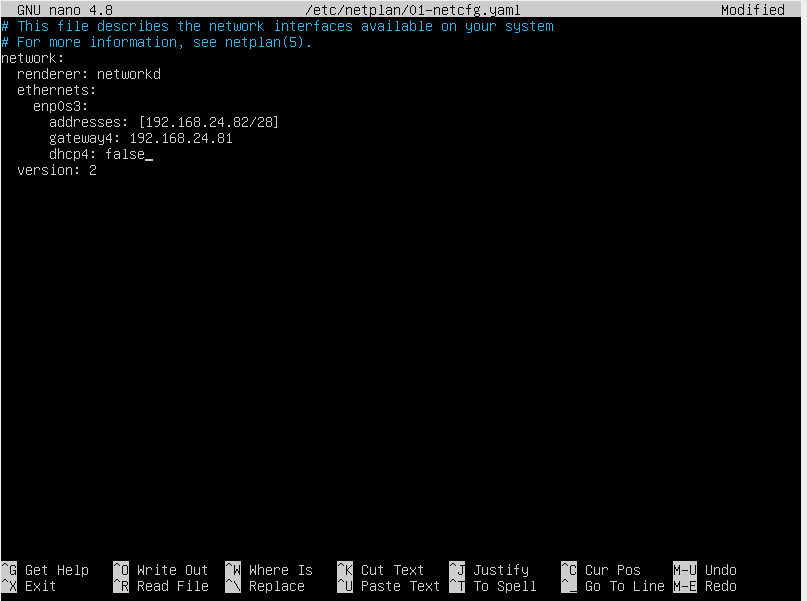 GNU nano 4.8 /etc/netplan/01-netcfg.yaml Modified
# This file describes the network interfaces available on your system
# For more information, see netplan(5).
network:
  renderer: networkd
  ethernets:
    enp0s3:
      addresses: [192.168.24.82/28]
      gateway4: 192.168.24.81
      dhcp4: false_
  version: 2
^G Get Help ^O Write Out ^W Where Is ^K Cut Text ^J Justify ^C Cur Pos M-U Undo
^X Exit ^R Read File ^\ Replace ^U Paste Text ^T To Spell ^_ Go To Line M-E Redo